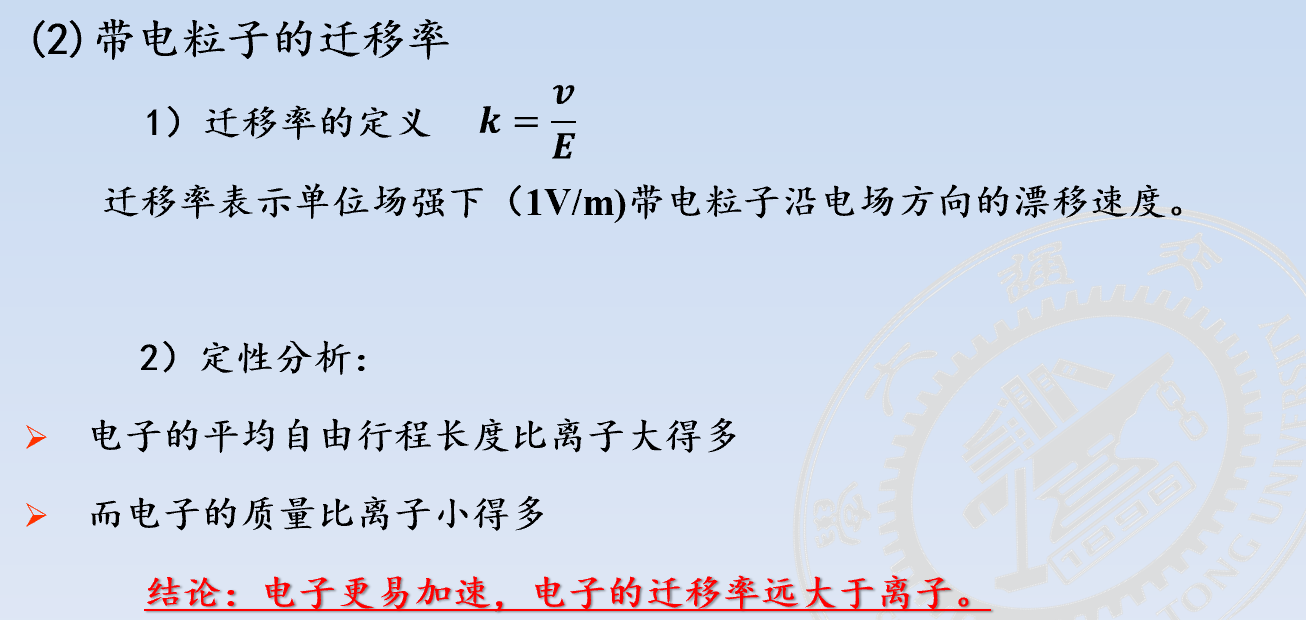 (2)带电粒子的迁移率
1）迁移率的定义 k = v/E
迁移率表示单位场强下（1V/m)带电粒子沿电场方向的漂移速度。
2）定性分析：
➢ 电子的平均自由行程长度比离子大得多
➢ 而电子的质量比离子小得多
结论：电子更易加速，电子的迁移率远大于离子。